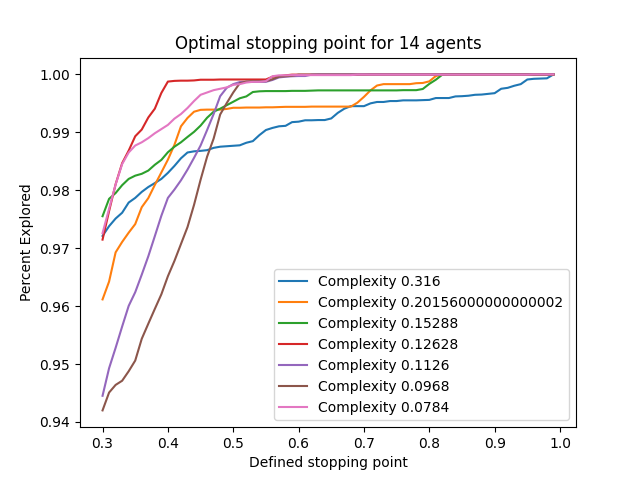 Optimal stopping point for 14 agents
1.00
0.99
0.98
0.97
0.96
0.95
0.94
Percent Explored
Complexity 0.316
Complexity 0.20156000000000002
Complexity 0.15288
Complexity 0.12628
Complexity 0.1126
Complexity 0.0968
Complexity 0.0784
0.3 0.4 0.5 0.6 0.7 0.8 0.9 1.0
Defined stopping point